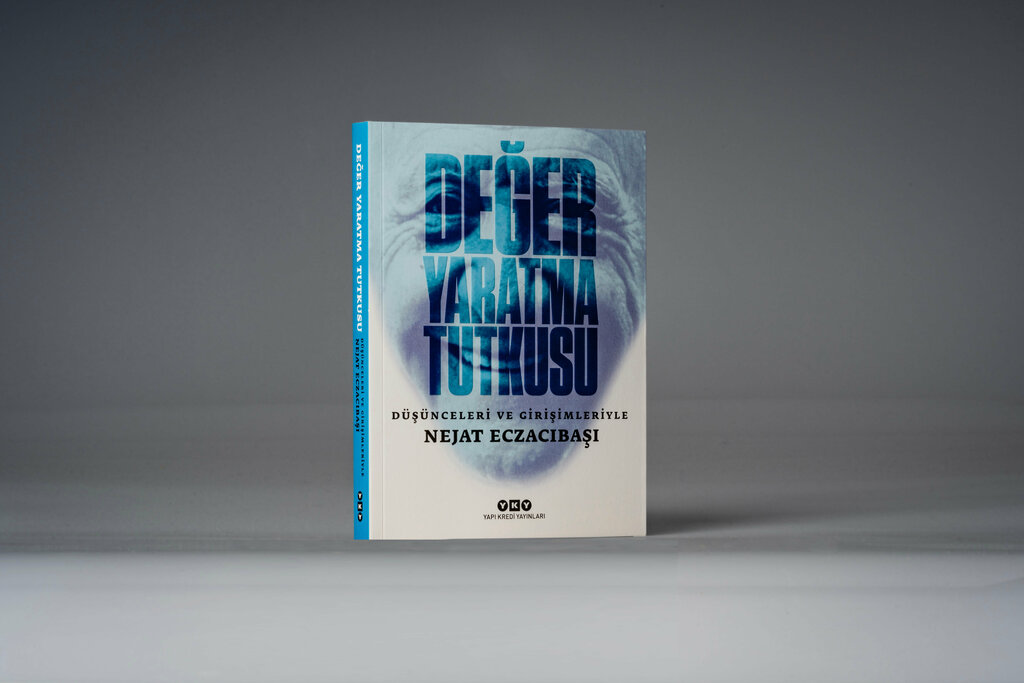 DEĞER YARATMA TUTKUSU
DÜŞÜNCELERİ VE GİRİŞİMLERİYLE
NEJAT ECZACIBAŞI
YKY
DEĞER
YARATMA
TUTKUSU
DÜŞÜNCELERİ VE GİRİŞİMLERİYLE
NEJAT ECZACIBAŞI
YKY
YAPI KREDİ YAYINLARI